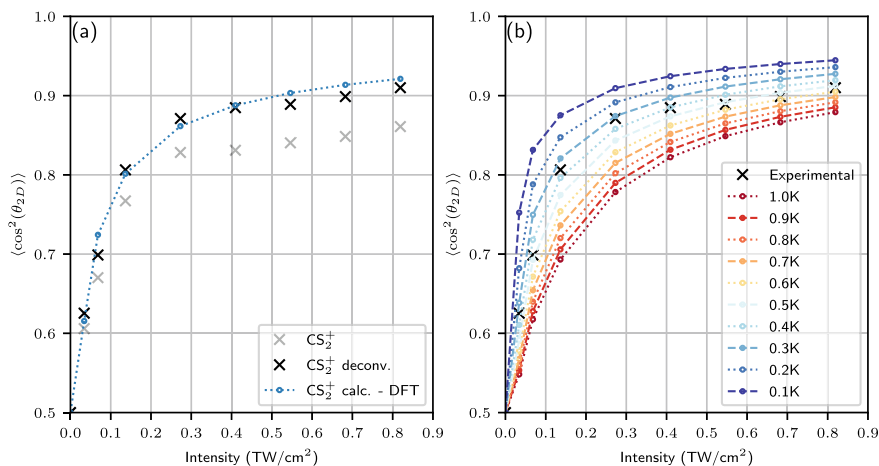 (a)
1.0
0.9
0.8
0.7
0.6
0.5
⟨cos²(θ₂D)⟩
CS₂⁺
CS₂⁺ deconv.
CS₂⁺ calc. - DFT
0.0 0.1 0.2 0.3 0.4 0.5 0.6 0.7 0.8 0.9
Intensity (TW/cm²)
(b)
1.0
0.9
0.8
0.7
0.6
0.5
⟨cos²(θ₂D)⟩
Experimental
1.0K
0.9K
0.8K
0.7K
0.6K
0.5K
0.4K
0.3K
0.2K
0.1K
0.0 0.1 0.2 0.3 0.4 0.5 0.6 0.7 0.8 0.9
Intensity (TW/cm²)